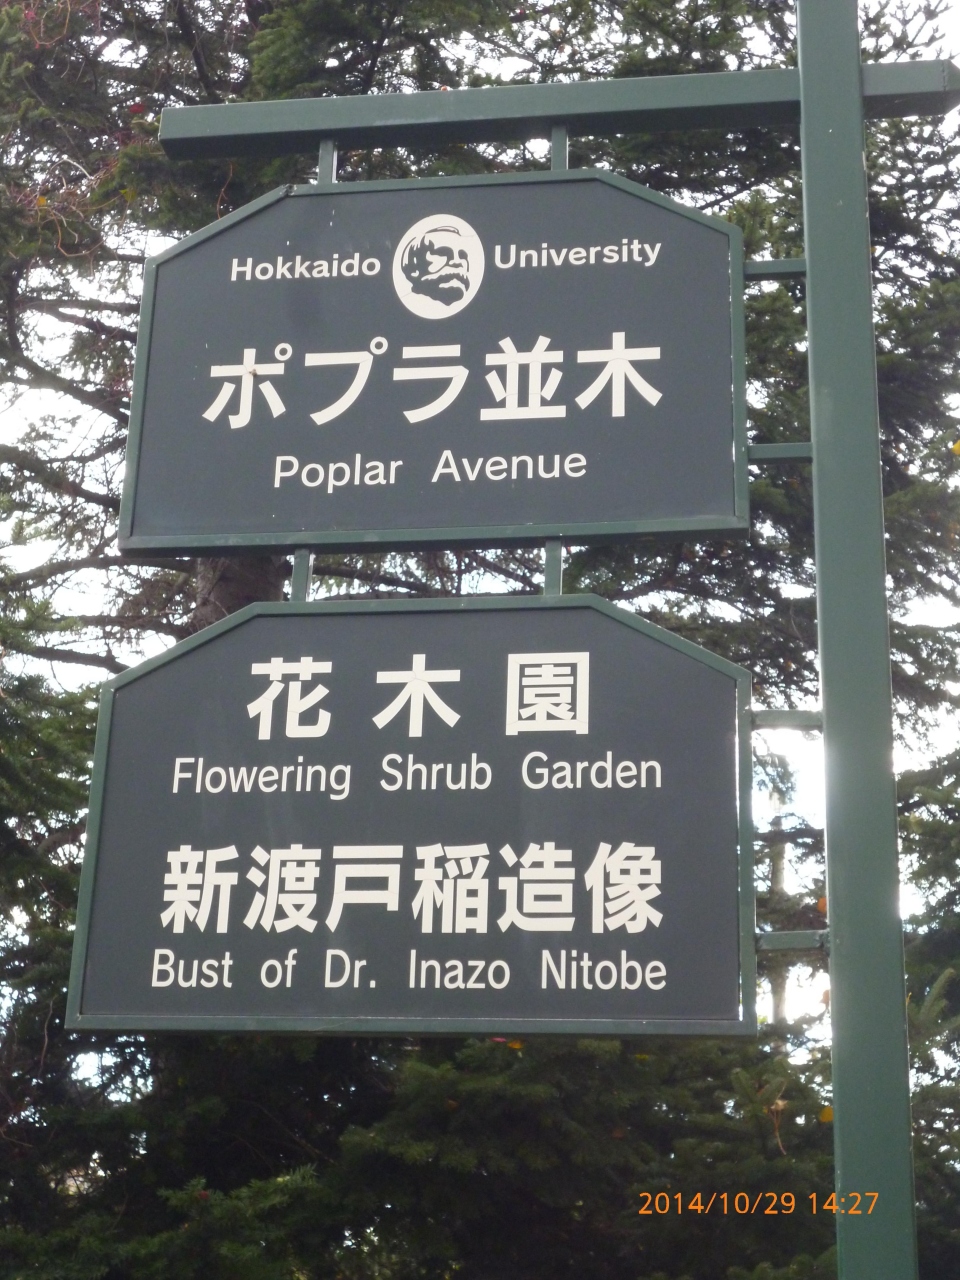 Hokkaido University
ポプラ並木
Poplar Avenue
花木園
Flowering Shrub Garden
新渡戸稲造像
Bust of Dr. Inazo Nitobe
2014/10/29 14:27